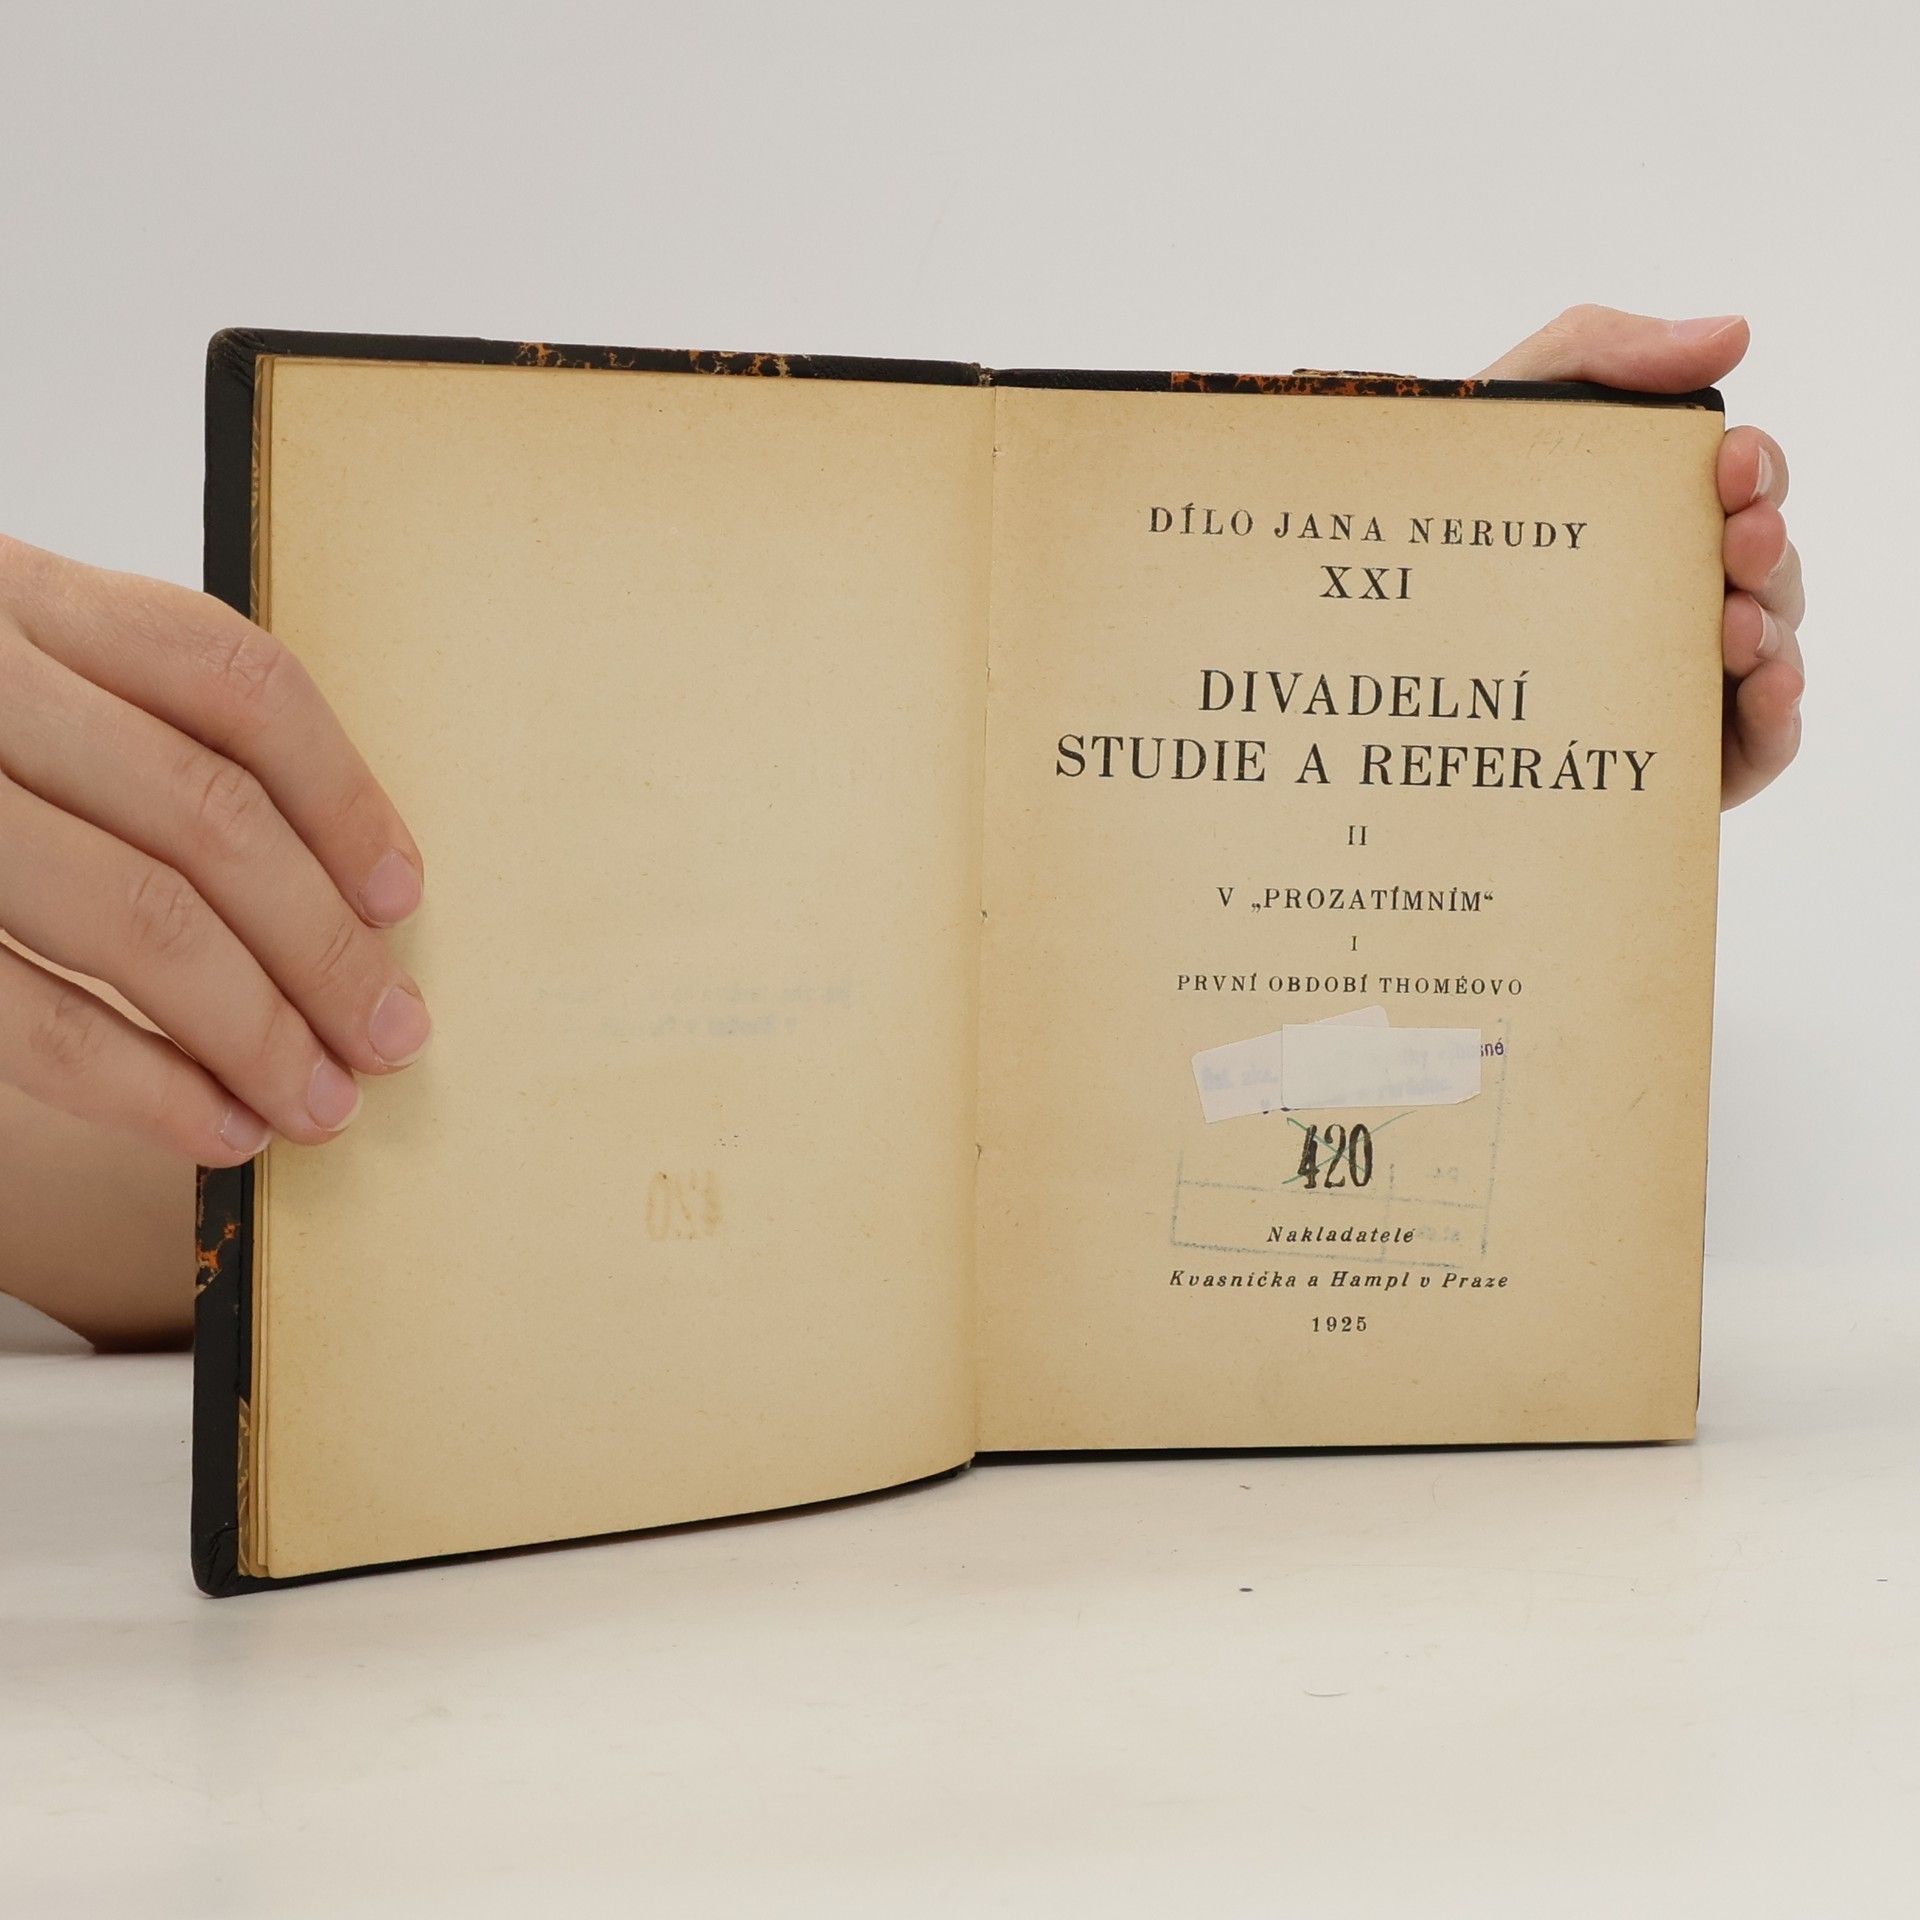 DÍLO JANA NERUDY
XXI
DIVADELNÍ
STUDIE A REFERÁTY
II
V „PROZATÍMNÍM“
I
PRVNÍ OBDOBÍ THOMÉOVO
420
Nakladatelé
Kvasnička a Hampl v Praze
1925